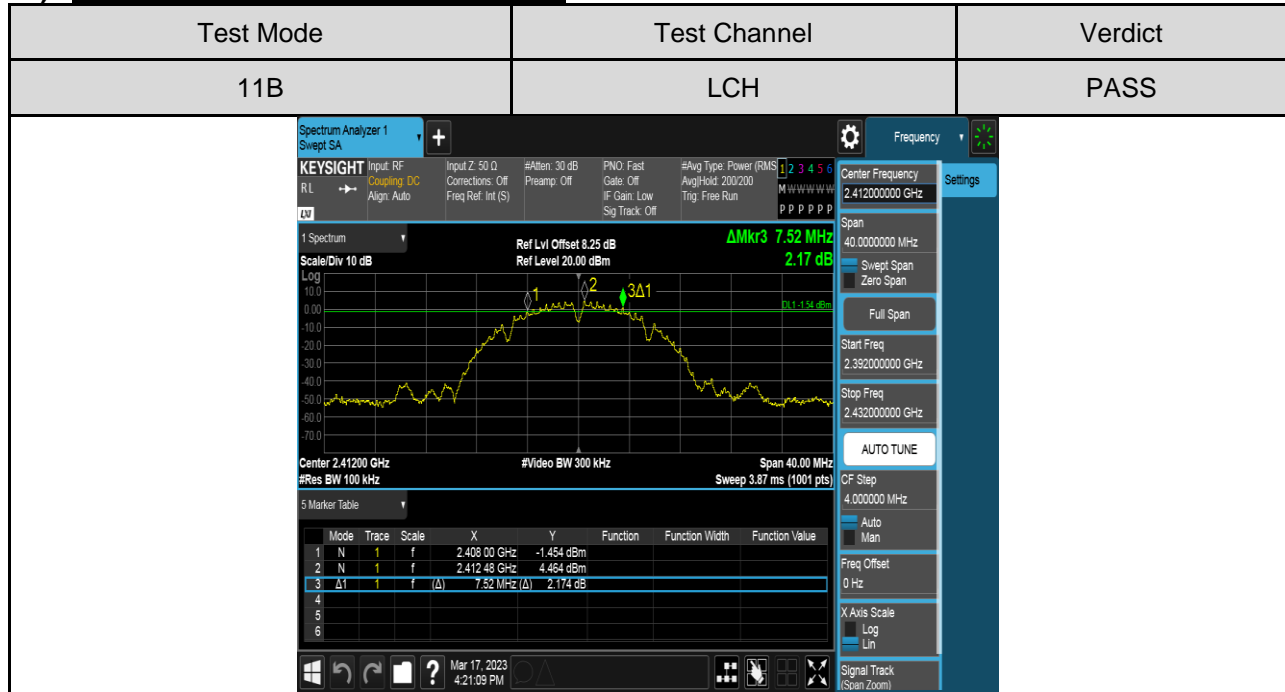 )
Test Mode Test Channel Verdict
11B LCH PASS
Spectrum Analyzer 1
Swept SA
+
Frequency
KEYSIGHT Input: RF Input Z: 50 Ω #Atten: 30 dB PNO: Fast #Avg Type: Power (RMS 1 2 3 4 5 6
RL Coupling: DC Corrections: Off Preamp: Off Gate: Off Avg|Hold: 200/200 M W W W W W
Align: Auto Freq Ref: Int (S) IF Gain: Low Trig: Free Run
Sig Track: Off P P P P P P
LXI
1 Spectrum
Ref Lvl Offset 8.25 dB
ΔMkr3 7.52 MHz
Scale/Div 10 dB Ref Level 20.00 dBm 2.17 dB
Log
1 2 3Δ1
10.0
0.00
DL1 -1.54 dBm
-10.0
-20.0
-30.0
-40.0
-50.0
-60.0
-70.0
Center 2.41200 GHz #Video BW 300 kHz Span 40.00 MHz
#Res BW 100 kHz Sweep 3.87 ms (1001 pts)
5 Marker Table
Mode Trace Scale X Y Function Function Width Function Value
1 N 1 f 2.408 00 GHz -1.454 dBm
2 N 1 f 2.412 48 GHz 4.464 dBm
3 Δ1 1 f (Δ) 7.52 MHz (Δ) 2.174 dB
4
5
6
?
Mar 17, 2023
4:21:09 PM
Center Frequency
2.412000000 GHz
Settings
Span
40.0000000 MHz
Swept Span
Zero Span
Full Span
Start Freq
2.392000000 GHz
Stop Freq
2.432000000 GHz
AUTO TUNE
CF Step
4.000000 MHz
Auto
Man
Freq Offset
0 Hz
X Axis Scale
Log
Lin
Signal Track
(Span Zoom)